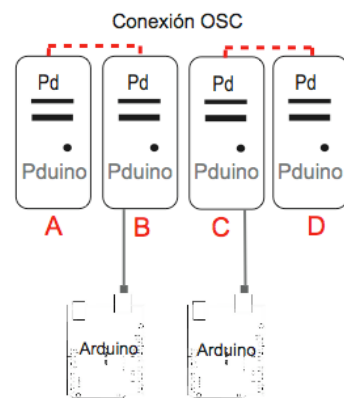 Conexión OSC
Pd Pd Pd Pd
Pduino Pduino Pduino Pduino
A B C D
Arduino Arduino